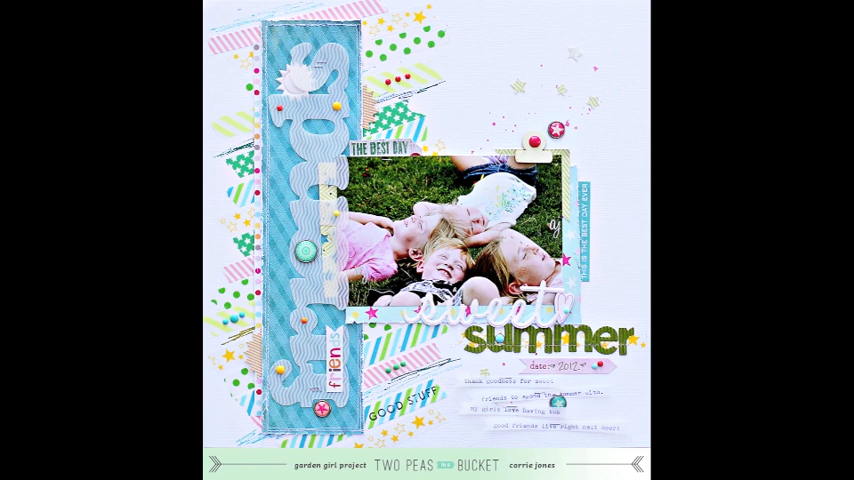 friends
THE BEST DAY
THIS IS THE BEST DAY EVER
sweet
summer
friends
date: 2012
GOOD STUFF
thank goodness for sweet
friends to spend the summer with.
My girls love having two
good friends live right next door!
garden girl project TWO PEAS IN A BUCKET corrie jones